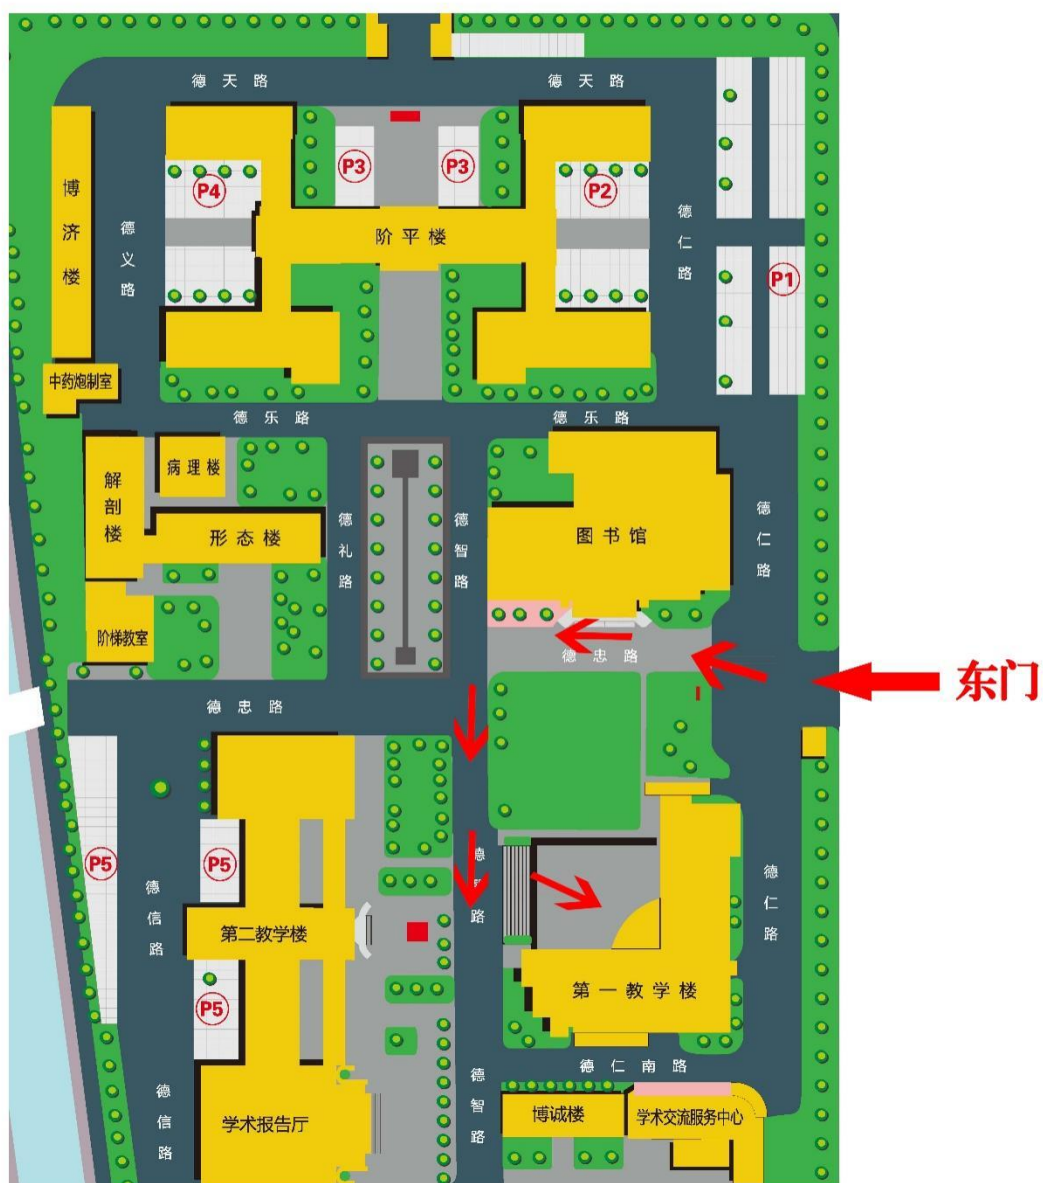 德天路
德天路
P3
P3
P4
P2
博济楼
德义路
阶平楼
德仁路
P1
中药炮制室
德乐路
德乐路
病理楼
解剖楼
形态楼
德礼路
德智路
图书馆
德仁路
阶梯教室
德忠路
东门
德忠路
P5
P5
德信路
德
路
德仁路
第二教学楼
第一教学楼
P5
德仁南路
德信路
学术报告厅
德智路
博诚楼
学术交流服务中心